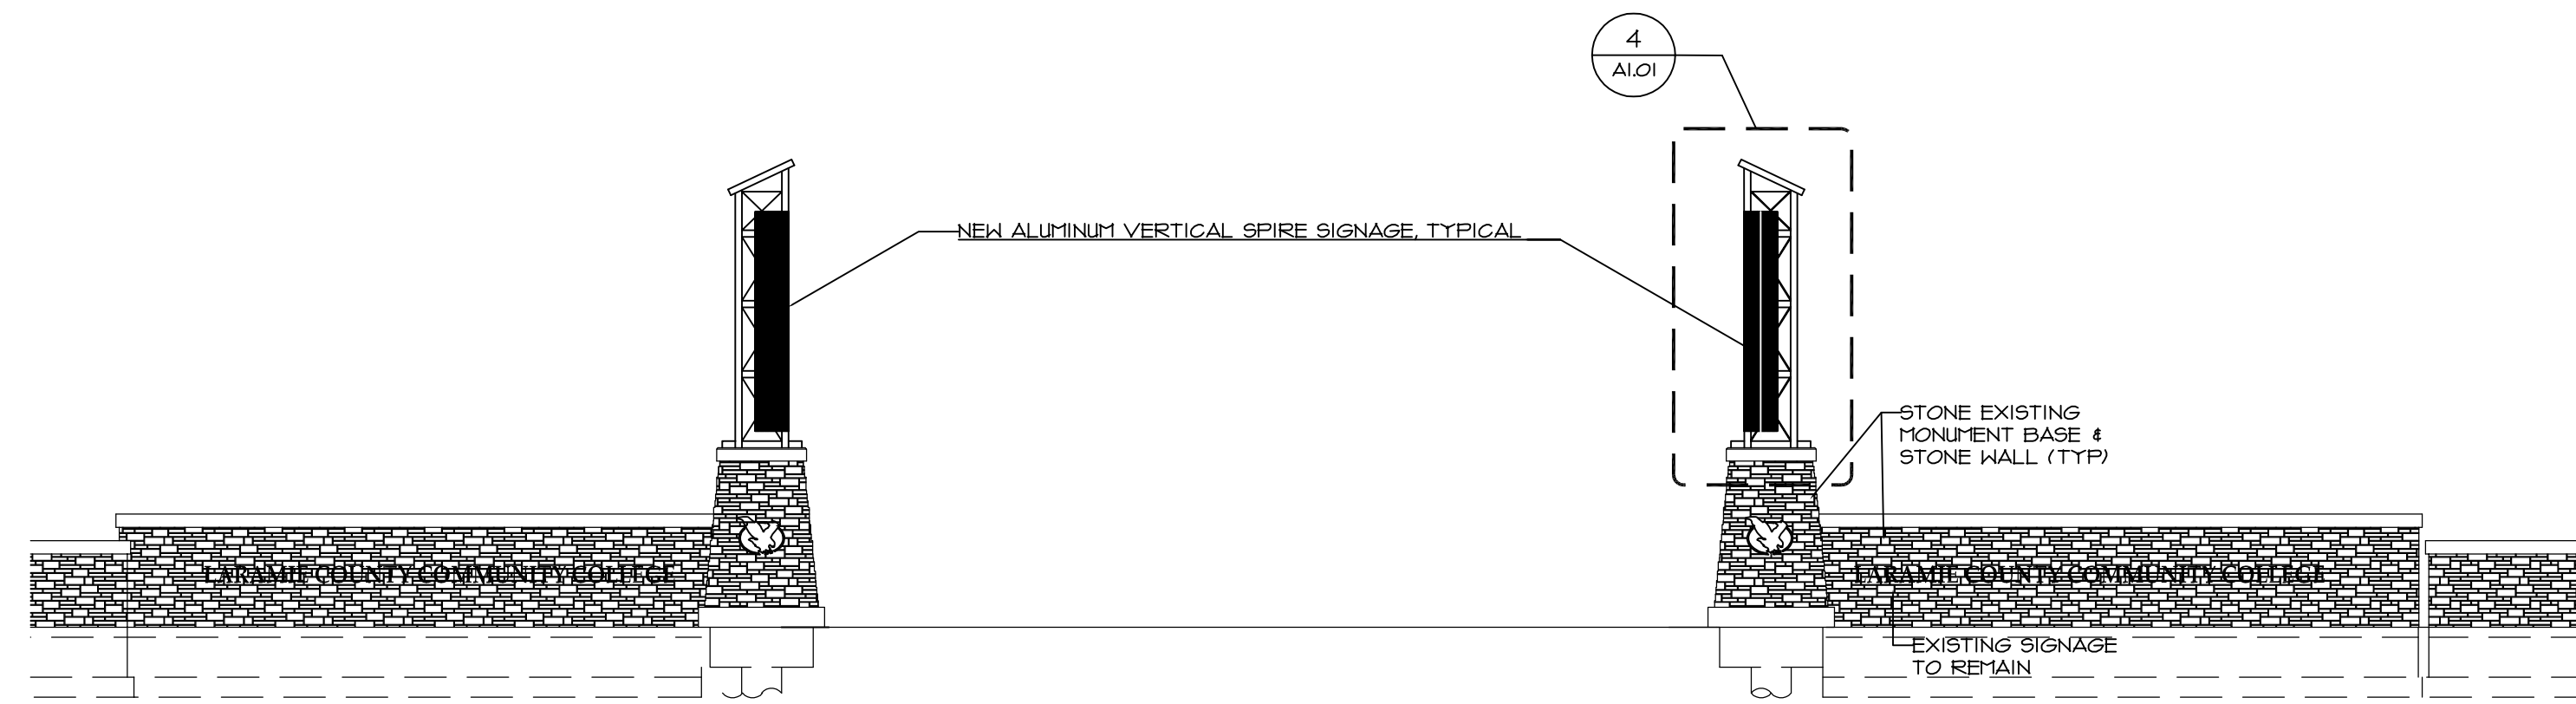 4
A1.01
NEW ALUMINUM VERTICAL SPIRE SIGNAGE, TYPICAL
STONE EXISTING
MONUMENT BASE &
STONE WALL (TYP)
LARAMIE COUNTY COMMUNITY COLLEGE
LARAMIE COUNTY COMMUNITY COLLEGE
EXISTING SIGNAGE
TO REMAIN